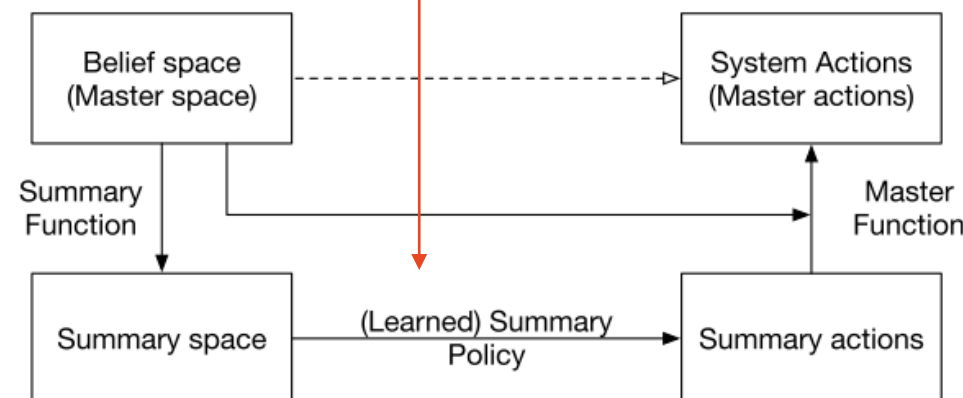 Belief space
(Master space)
System Actions
(Master actions)
Summary
Function
Master
Function
Summary space
(Learned) Summary
Policy
Summary actions